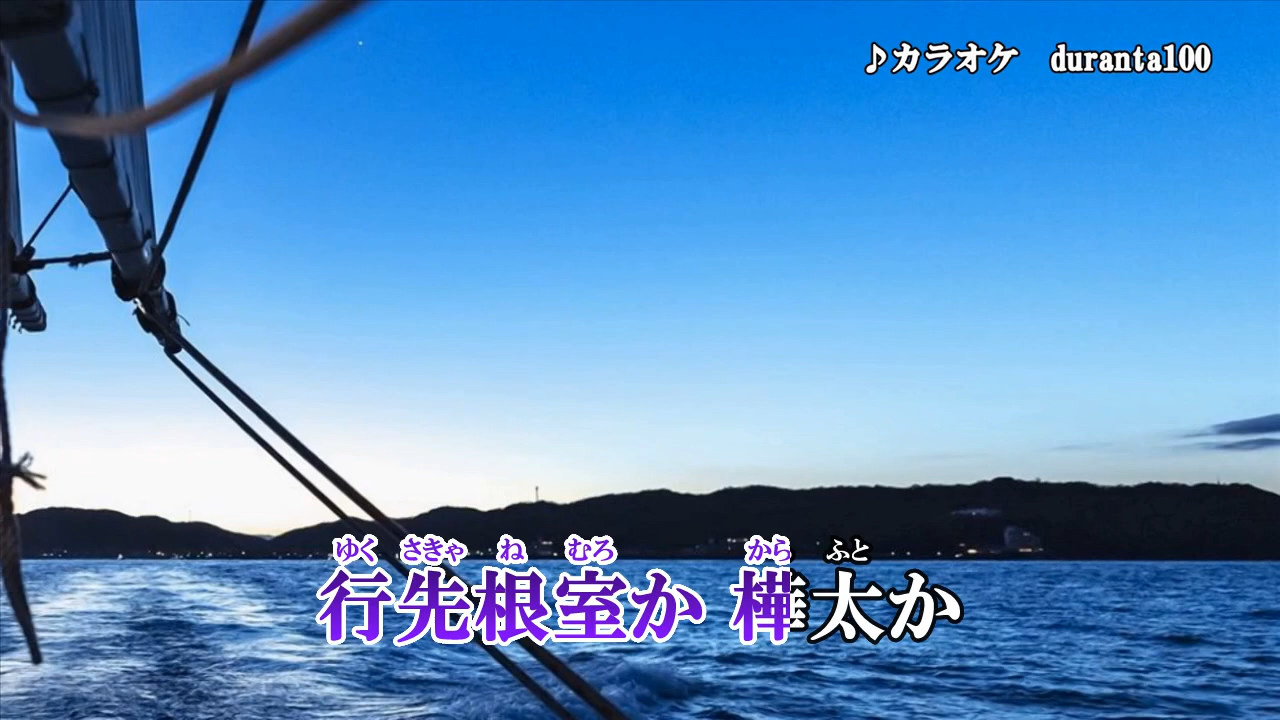 ♪カラオケ　duranta100
ゆく さきゃ ね むろ から ふと
行先根室か 樺太か